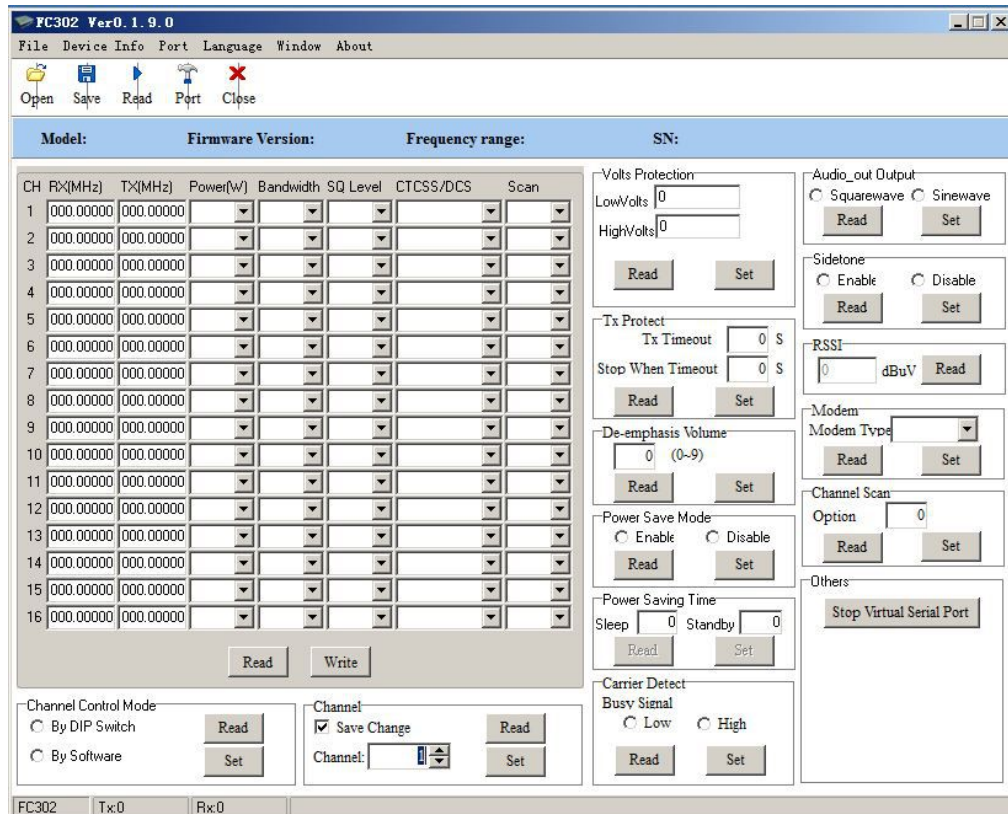 FC302 Ver0.1.9.0
File Device Info Port Language Window About
Open Save Read Port Close
Model: Firmware Version: Frequency range: SN:
CH RX(MHz) TX(MHz) Power(W) Bandwidth SQ Level CTCSS/DCS Scan
1 000.00000 000.00000
2 000.00000 000.00000
3 000.00000 000.00000
4 000.00000 000.00000
5 000.00000 000.00000
6 000.00000 000.00000
7 000.00000 000.00000
8 000.00000 000.00000
9 000.00000 000.00000
10 000.00000 000.00000
11 000.00000 000.00000
12 000.00000 000.00000
13 000.00000 000.00000
14 000.00000 000.00000
15 000.00000 000.00000
16 000.00000 000.00000
Read Write
Channel Control Mode
By DIP Switch Read
By Software Set
Channel
Save Change Read
Channel: 1 Set
Volts Protection
LowVolts 0
HighVolts 0
Read Set
Tx Protect
Tx Timeout 0 S
Stop When Timeout 0 S
Read Set
De-emphasis Volume
0 (0~9)
Read Set
Power Save Mode
Enable Disable
Read Set
Power Saving Time
Sleep 0 Standby 0
Read Set
Carrier Detect
Busy Signal
Low High
Read Set
Audio_out Output
Squarewave Sinewave
Read Set
Sidetone
Enable Disable
Read Set
RSSI
0 dBuV Read
Modem
Modem Type
Read Set
Channel Scan
Option 0
Read Set
Others
Stop Virtual Serial Port
FC302 Tx:0 Rx:0